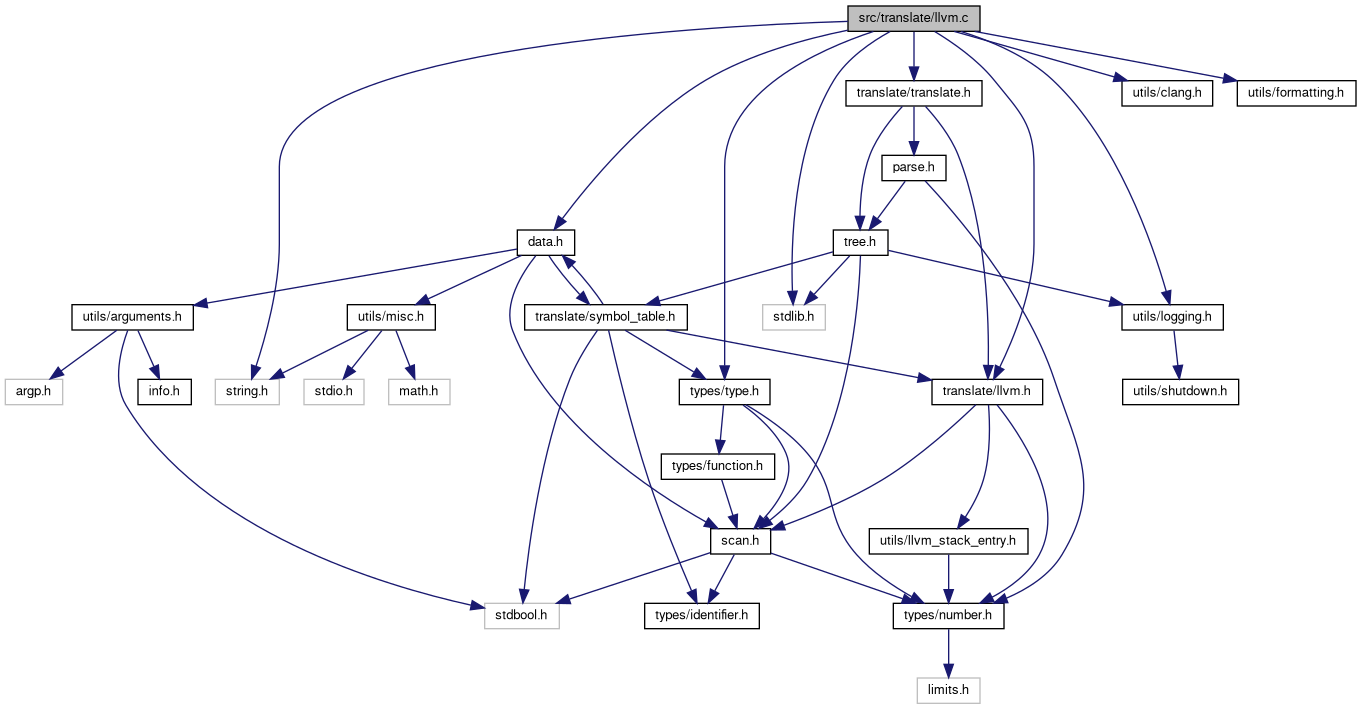 src/translate/llvm.c
translate/translate.h
utils/clang.h
utils/formatting.h
parse.h
data.h
tree.h
utils/arguments.h
utils/misc.h
translate/symbol_table.h
stdlib.h
utils/logging.h
argp.h
info.h
string.h
stdio.h
math.h
types/type.h
translate/llvm.h
utils/shutdown.h
types/function.h
scan.h
utils/llvm_stack_entry.h
stdbool.h
types/identifier.h
types/number.h
limits.h